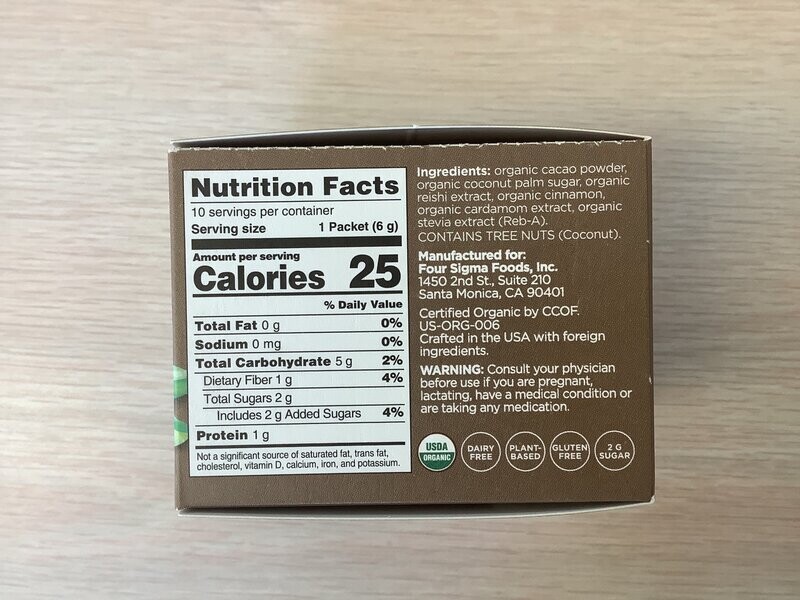 Nutrition Facts
10 servings per container
Serving size 1 Packet (6 g)
Amount per serving
Calories 25
% Daily Value
Total Fat 0 g 0%
Sodium 0 mg 0%
Total Carbohydrate 5 g 2%
Dietary Fiber 1 g 4%
Total Sugars 2 g
Includes 2 g Added Sugars 4%
Protein 1 g
Not a significant source of saturated fat, trans fat,
cholesterol, vitamin D, calcium, iron, and potassium.
Ingredients: organic cacao powder,
organic coconut palm sugar, organic
reishi extract, organic cinnamon,
organic cardamom extract, organic
stevia extract (Reb-A).
CONTAINS TREE NUTS (Coconut).
Manufactured for:
Four Sigma Foods, Inc.
1450 2nd St., Suite 210
Santa Monica, CA 90401
Certified Organic by CCOF.
US-ORG-006
Crafted in the USA with foreign
ingredients.
WARNING: Consult your physician
before use if you are pregnant,
lactating, have a medical condition or
are taking any medication.
USDA
ORGANIC
DAIRY
FREE
PLANT-
BASED
GLUTEN
FREE
2 G
SUGAR